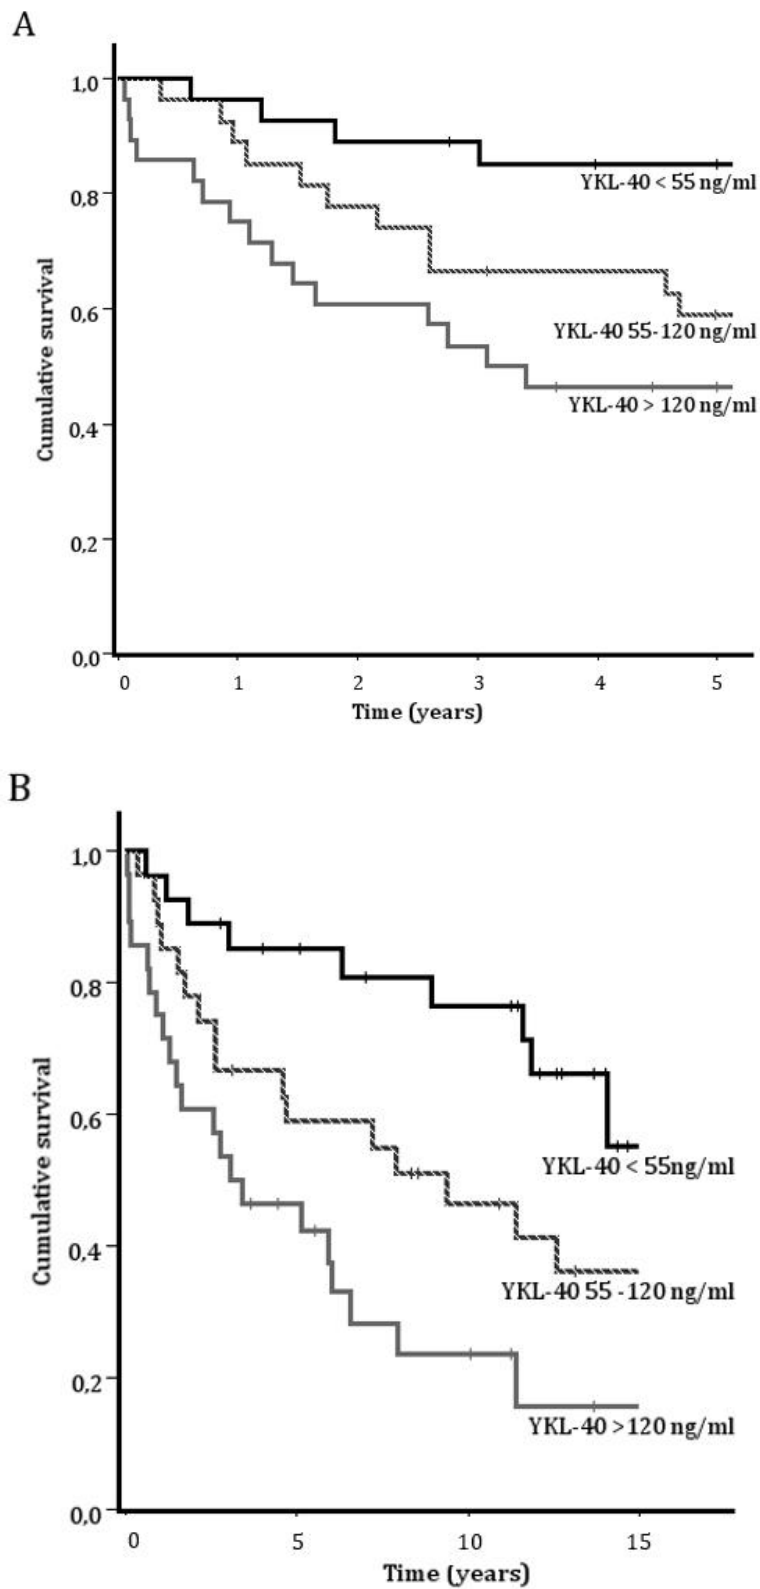 A
1,0
0,8
0,6
0,4
0,2
0,0
Cumulative survival
YKL-40 < 55 ng/ml
YKL-40 55-120 ng/ml
YKL-40 > 120 ng/ml
0 1 2 3 4 5
Time (years)
B
1,0
0,8
0,6
0,4
0,2
0,0
Cumulative survival
YKL-40 < 55ng/ml
YKL-40 55 -120 ng/ml
YKL-40 >120 ng/ml
0 5 10 15
Time (years)